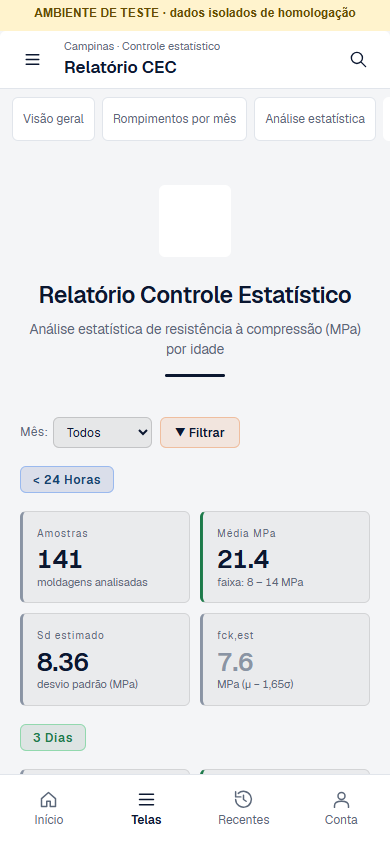 AMBIENTE DE TESTE · dados isolados de homologação
Campinas · Controle estatístico
Relatório CEC
Visão geral
Rompimentos por mês
Análise estatística
Relatório Controle Estatístico
Análise estatística de resistência à compressão (MPa)
por idade
Mês:
Todos
▼ Filtrar
< 24 Horas
Amostras
141
moldagens analisadas
Média MPa
21.4
faixa: 8 – 14 MPa
Sd estimado
8.36
desvio padrão (MPa)
fck,est
7.6
MPa (μ – 1,65σ)
3 Dias
Início
Telas
Recentes
Conta